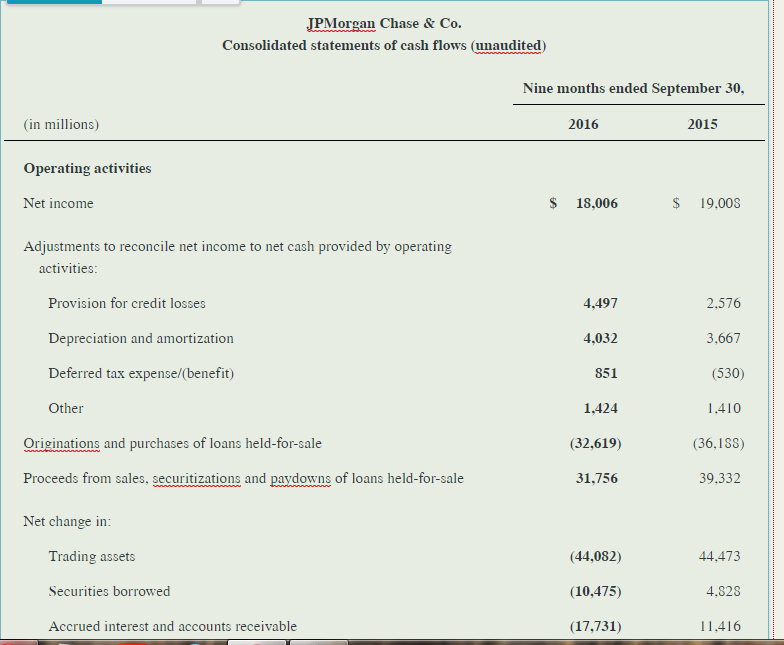 JPMorgan Chase & Co.
Consolidated statements of cash flows (unaudited)
Nine months ended September 30,
(in millions) 2016 2015
Operating activities
Net income $ 18,006 $ 19,008
Adjustments to reconcile net income to net cash provided by operating
activities:
Provision for credit losses 4,497 2,576
Depreciation and amortization 4,032 3,667
Deferred tax expense/(benefit) 851 (530)
Other 1,424 1,410
Originations and purchases of loans held-for-sale (32,619) (36,188)
Proceeds from sales, securitizations and paydowns of loans held-for-sale 31,756 39,332
Net change in:
Trading assets (44,082) 44,473
Securities borrowed (10,475) 4,828
Accrued interest and accounts receivable (17,731) 11,416